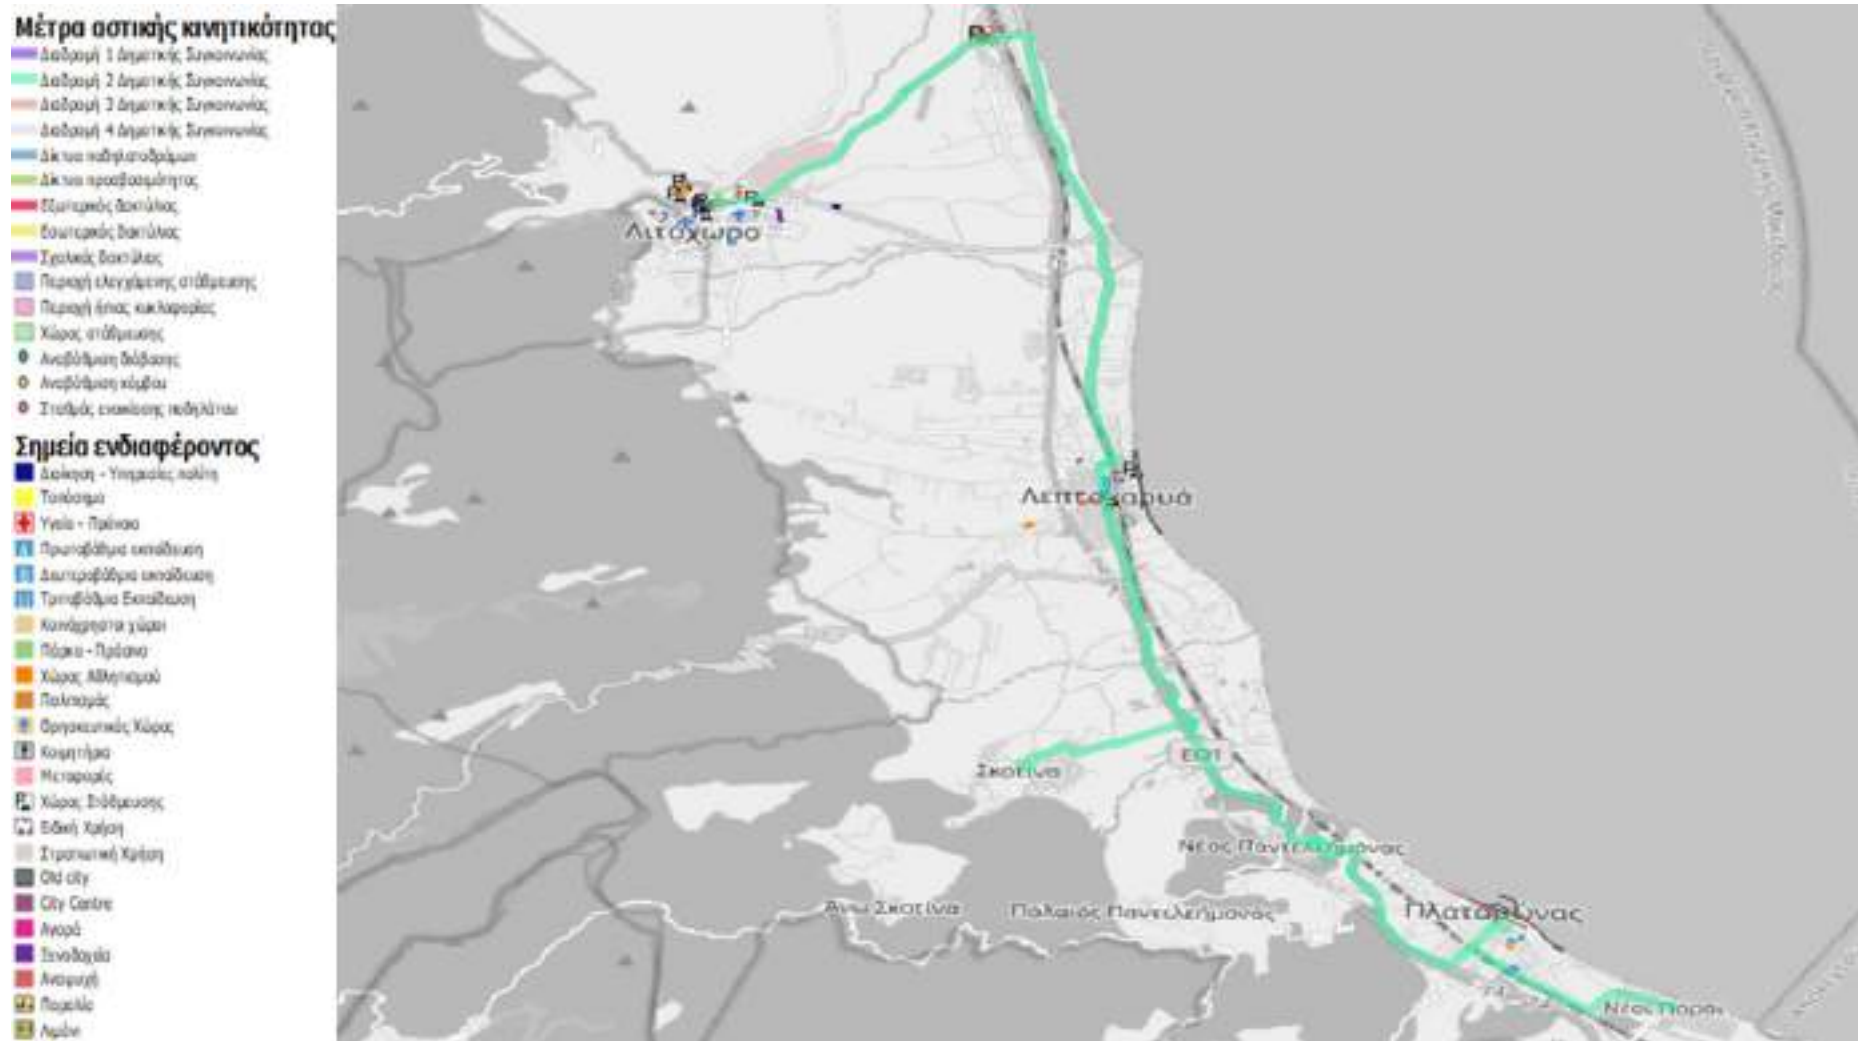 Μέτρα αστικής κινητικότητας
Διαδρομή 1 Δημοτικής Συγκοινωνίας
Διαδρομή 2 Δημοτικής Συγκοινωνίας
Διαδρομή 3 Δημοτικής Συγκοινωνίας
Διαδρομή 4 Δημοτικής Συγκοινωνίας
Δίκτυο ποδηλατοδρόμων
Δίκτυο προσβασιμότητας
Εξωτερικός δακτύλιος
Εσωτερικός δακτύλιος
Σχολικός δακτύλιος
Περιοχή ελεγχόμενης στάθμευσης
Περιοχή ήπιας κυκλοφορίας
Χώρος στάθμευσης
Αναβάθμιση διάβασης
Αναβάθμιση κόμβου
Σταθμός ενοικίασης ποδηλάτου
Σημεία ενδιαφέροντος
Διοίκηση - Υπηρεσίες πολίτη
Τοπόσημο
Υγεία - Πρόνοια
Πρωτοβάθμια εκπαίδευση
Δευτεροβάθμια εκπαίδευση
Τριτοβάθμια Εκπαίδευση
Κοινόχρηστοι χώροι
Πάρκο - Πράσινο
Χώρος Αθλητισμού
Πολιτισμός
Θρησκευτικός Χώρος
Κοιμητήριο
Μεταφορές
Χώρος Στάθμευσης
Ειδική Χρήση
Στρατιωτική Χρήση
Old city
City Centre
Αγορά
Ξενοδοχεία
Αναψυχή
Παραλία
Λιμάνι
Λιτόχωρο
Λεπτοκαρυά
Σκοτίνα
ΕΟ1
Νέος Παντελεήμονας
Άνω Σκοτίνα
Παλαιός Παντελεήμονας
Πλαταμώνας
Νέοι Πόροι